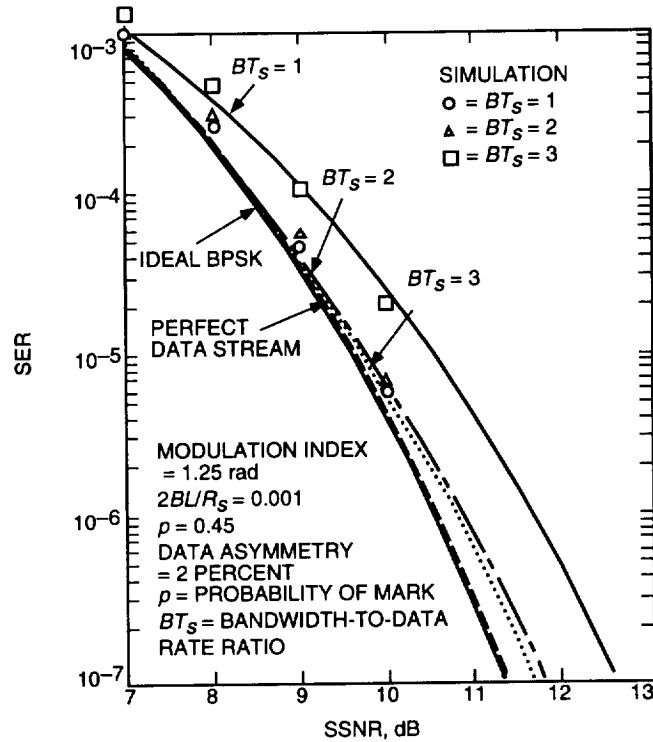 10⁻³
10⁻⁴
10⁻⁵
10⁻⁶
10⁻⁷
SER
BT_S = 1
SIMULATION
○ = BT_S = 1
△ = BT_S = 2
□ = BT_S = 3
BT_S = 2
IDEAL BPSK
BT_S = 3
PERFECT
DATA STREAM
MODULATION INDEX
= 1.25 rad
2BL/R_S = 0.001
p = 0.45
DATA ASYMMETRY
= 2 PERCENT
p = PROBABILITY OF MARK
BT_S = BANDWIDTH-TO-DATA
RATE RATIO
7 8 9 10 11 12 13
SSNR, dB